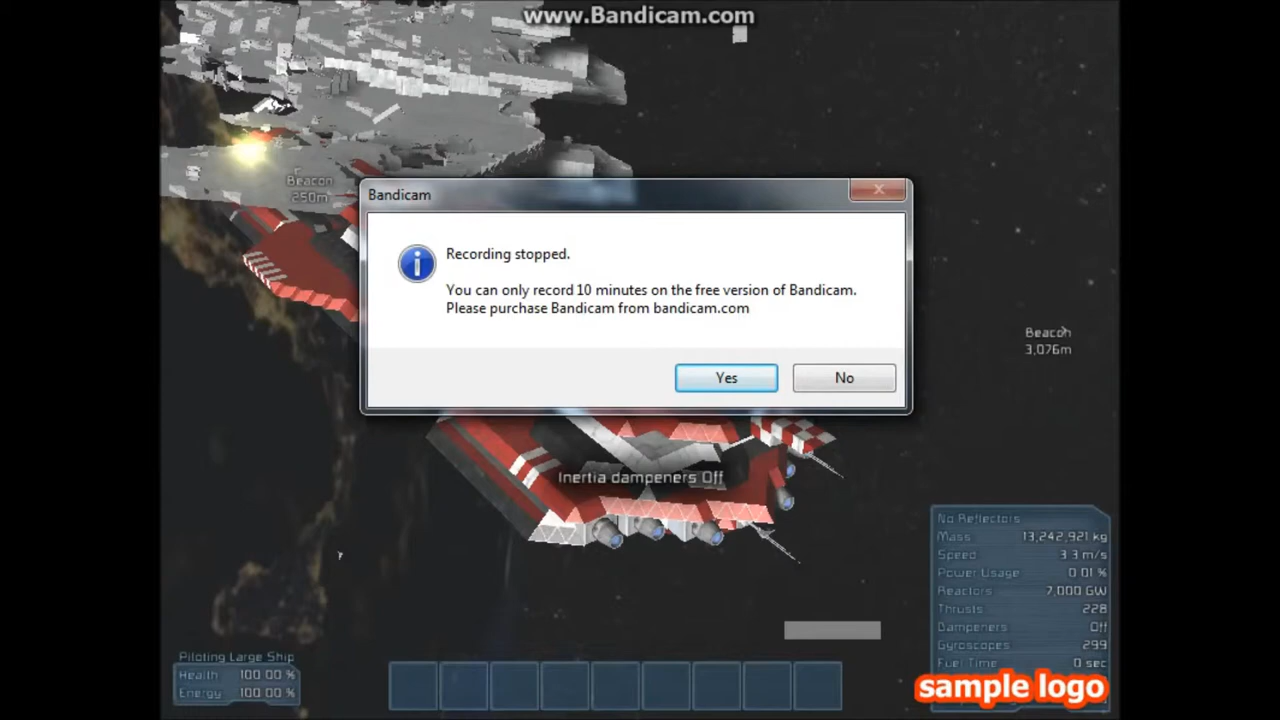 www.Bandicam.com
Beacon
250m
Bandicam
Recording stopped.
You can only record 10 minutes on the free version of Bandicam.
Please purchase Bandicam from bandicam.com
Yes
No
Beacon
3,076m
Inertia dampeners Off
No Reflectors
Mass 13,242,921 kg
Speed 3.3 m/s
Power Usage 0.01 %
Reactors 7,000 GW
Thrusts 228
Dampeners Off
Gyroscopes 299
Fuel Time 0 sec
Piloting Large Ship
Health 100.00 %
Energy 100.00 %
sample logo